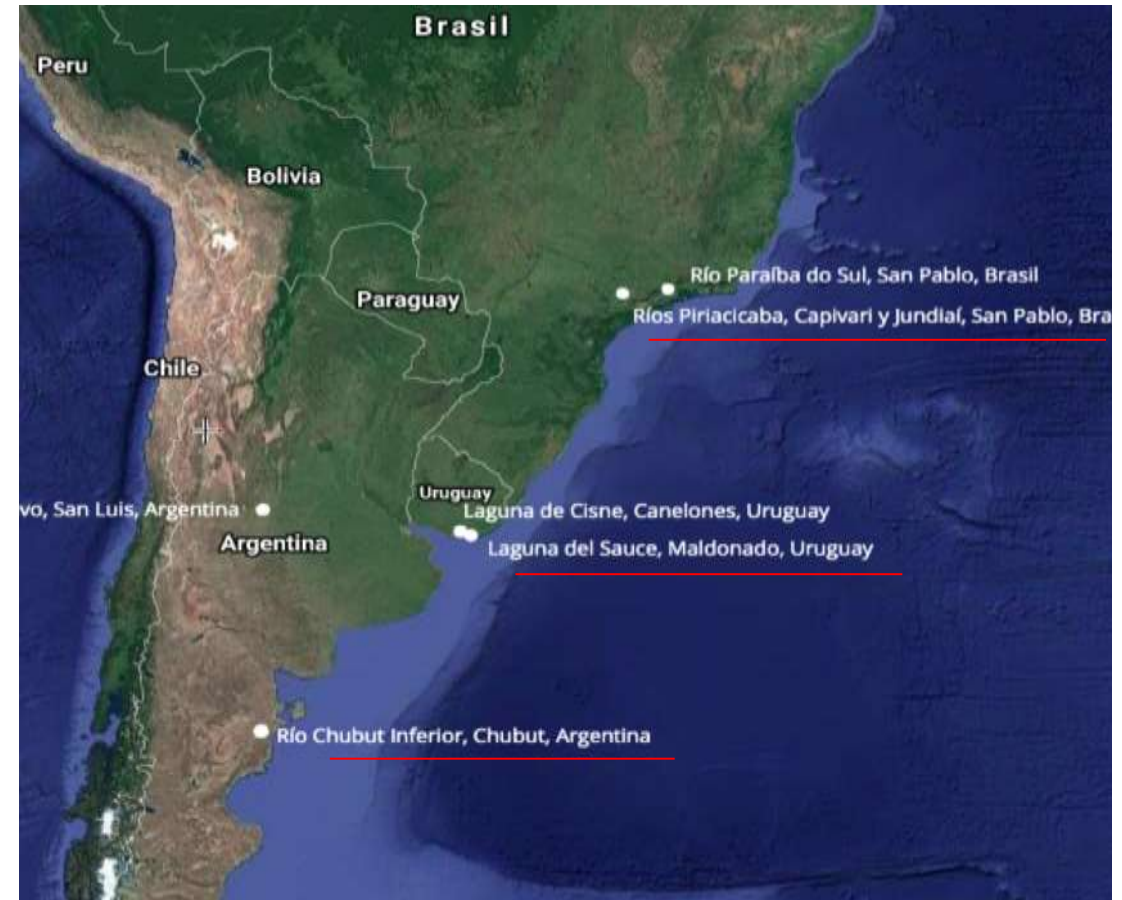 Brasil
Peru
Bolivia
Río Paraíba do Sul, San Pablo, Brasil
Paraguay
Ríos Piriacicaba, Capivari y Jundiaí, San Pablo, Bra
Chile
Uruguay
vo, San Luis, Argentina
Laguna de Cisne, Canelones, Uruguay
Argentina
Laguna del Sauce, Maldonado, Uruguay
Río Chubut Inferior, Chubut, Argentina